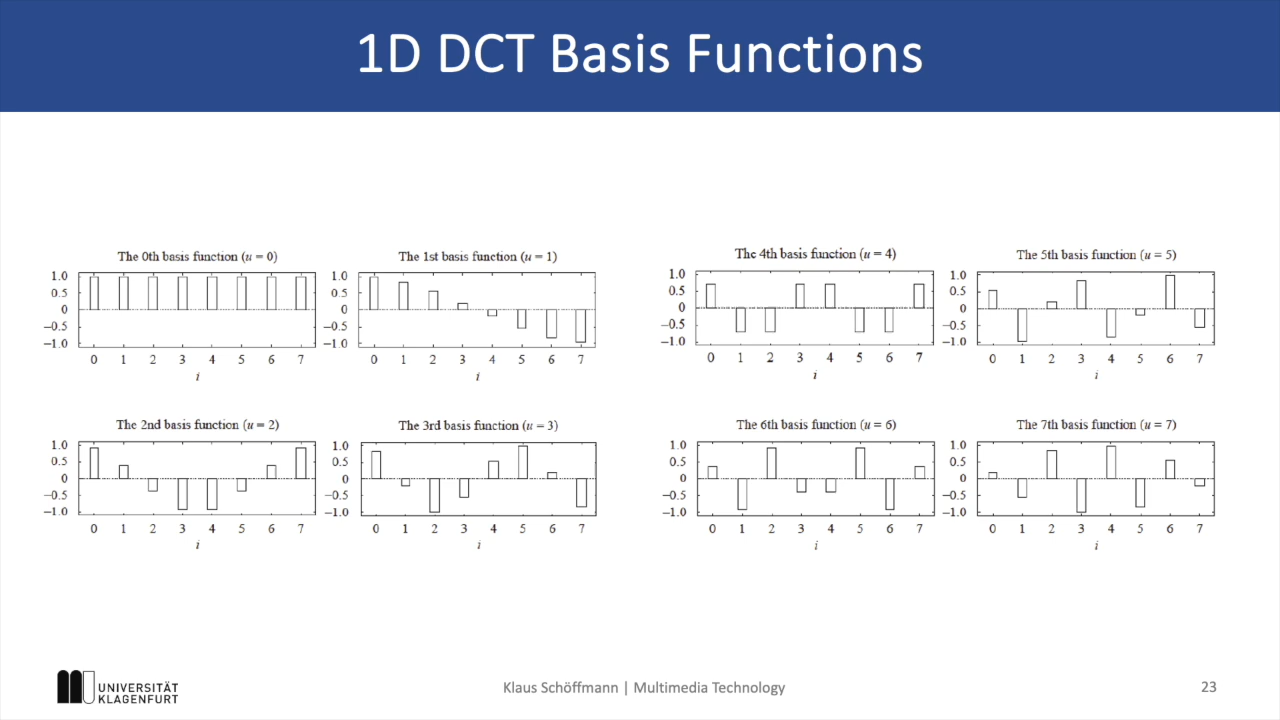 1D DCT Basis Functions
The 0th basis function (u = 0)
1.0
0.5
0
−0.5
−1.0
0 1 2 3 4 5 6 7
i
The 1st basis function (u = 1)
1.0
0.5
0
−0.5
−1.0
0 1 2 3 4 5 6 7
i
The 4th basis function (u = 4)
1.0
0.5
0
−0.5
−1.0
0 1 2 3 4 5 6 7
i
The 5th basis function (u = 5)
1.0
0.5
0
−0.5
−1.0
0 1 2 3 4 5 6 7
i
The 2nd basis function (u = 2)
1.0
0.5
0
−0.5
−1.0
0 1 2 3 4 5 6 7
i
The 3rd basis function (u = 3)
1.0
0.5
0
−0.5
−1.0
0 1 2 3 4 5 6 7
i
The 6th basis function (u = 6)
1.0
0.5
0
−0.5
−1.0
0 1 2 3 4 5 6 7
i
The 7th basis function (u = 7)
1.0
0.5
0
−0.5
−1.0
0 1 2 3 4 5 6 7
i
UNIVERSITÄT
KLAGENFURT
Klaus Schöffmann | Multimedia Technology
23